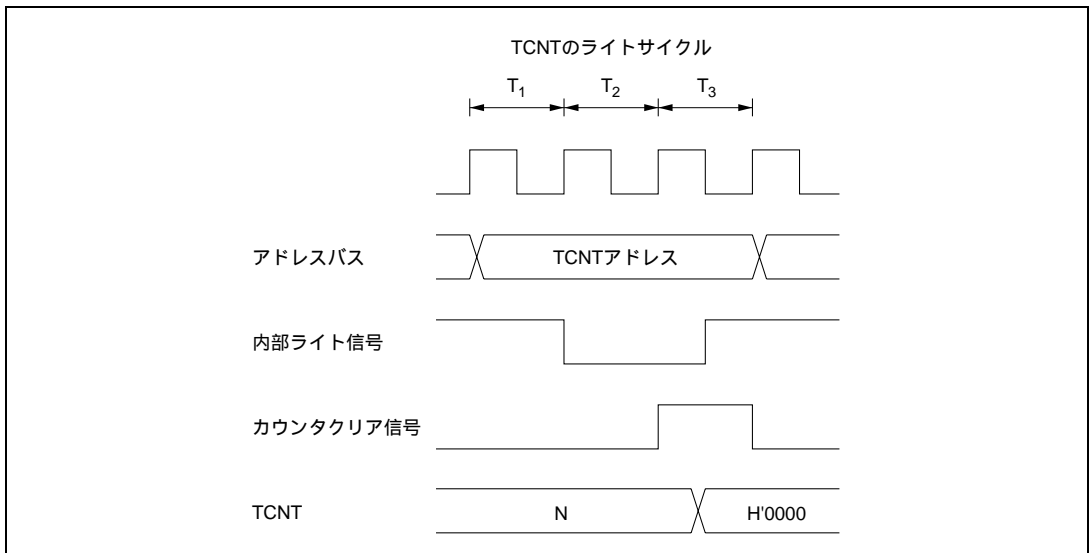 TCNTのライトサイクル
T1 T2 T3
アドレスバス TCNTアドレス
内部ライト信号
カウンタクリア信号
TCNT N H'0000